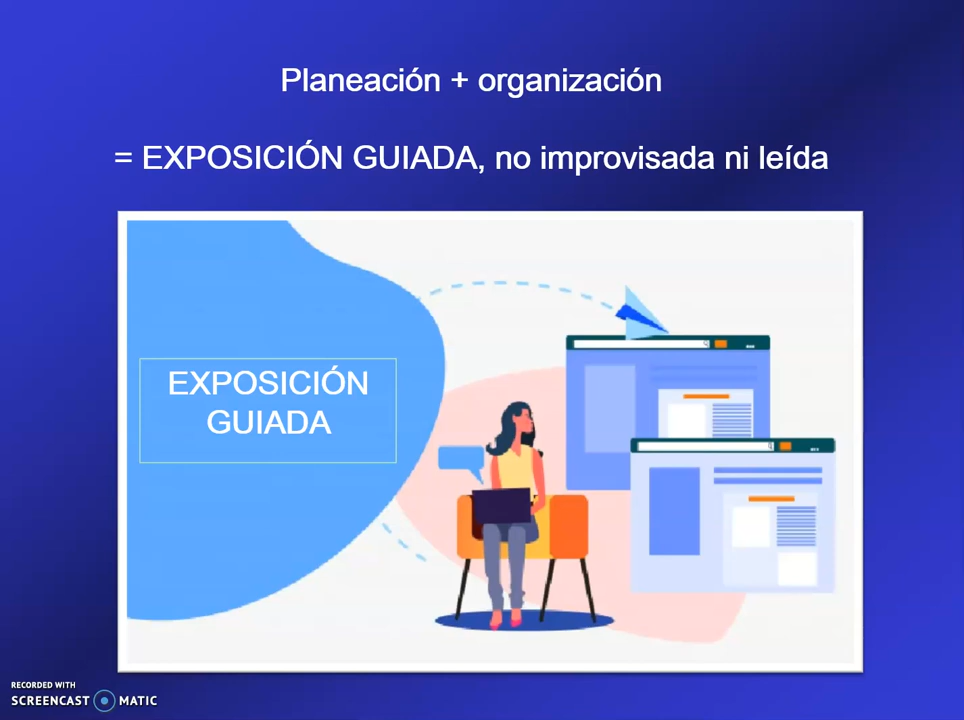 Planeación + organización
= EXPOSICIÓN GUIADA, no improvisada ni leída
EXPOSICIÓN
GUIADA
RECORDED WITH
SCREENCAST MATIC